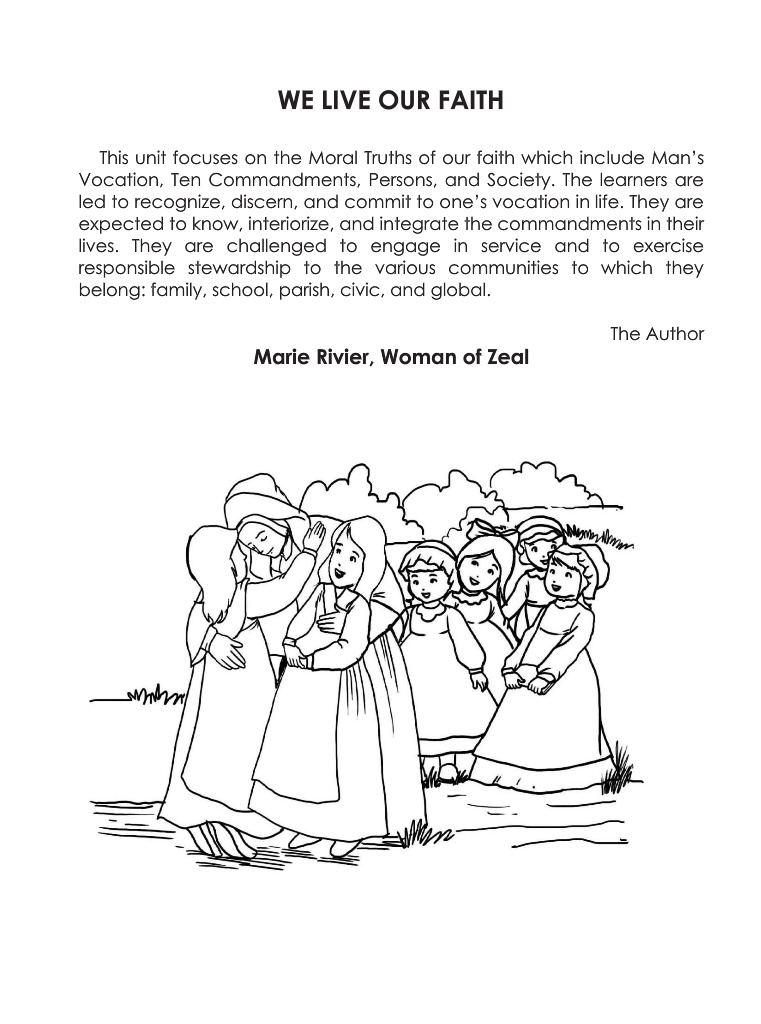 WE LIVE OUR FAITH
This unit focuses on the Moral Truths of our faith which include Man’s
Vocation, Ten Commandments, Persons, and Society. The learners are
led to recognize, discern, and commit to one’s vocation in life. They are
expected to know, interiorize, and integrate the commandments in their
lives. They are challenged to engage in service and to exercise
responsible stewardship to the various communities to which they
belong: family, school, parish, civic, and global.
The Author
Marie Rivier, Woman of Zeal